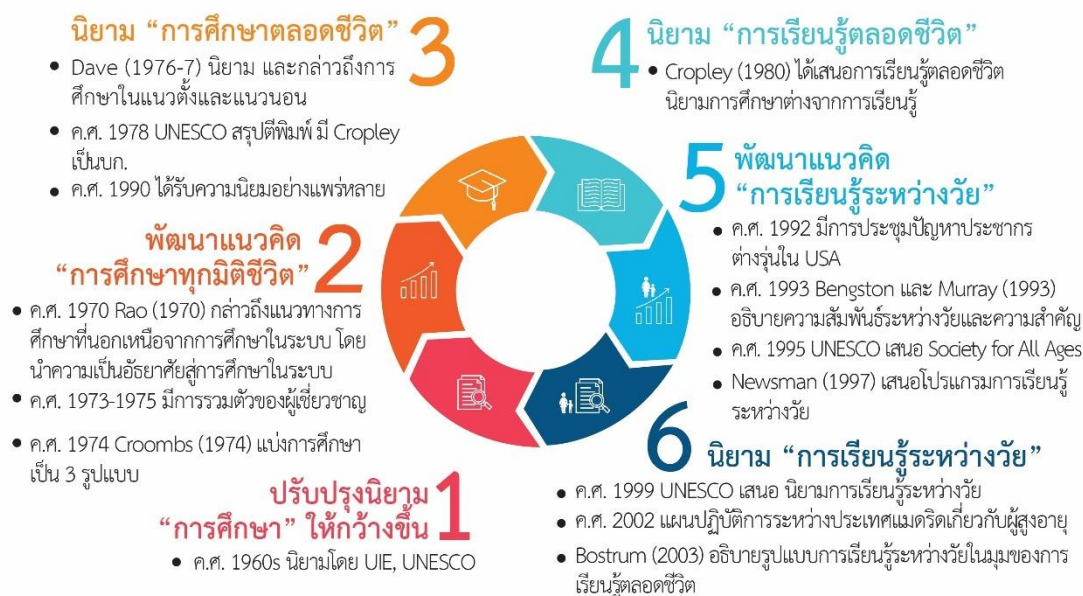 3
นิยาม “การศึกษาตลอดชีวิต”
• Dave (1976-7) นิยาม และกล่าวถึงการ
ศึกษาในแนวตั้งและแนวนอน
• ค.ศ. 1978 UNESCO สรุปตีพิมพ์ มี Cropley
เป็นบก.
• ค.ศ. 1990 ได้รับความนิยมอย่างแพร่หลาย
4
นิยาม “การเรียนรู้ตลอดชีวิต”
• Cropley (1980) ได้เสนอการเรียนรู้ตลอดชีวิต
นิยามการศึกษาต่างจากการเรียนรู้
2
พัฒนาแนวคิด
“การศึกษาทุกมิติชีวิต”
• ค.ศ. 1970 Rao (1970) กล่าวถึงแนวทางการ
ศึกษาที่นอกเหนือจากการศึกษาในระบบ โดย
นำความเป็นอัธยาศัยสู่การศึกษาในระบบ
• ค.ศ. 1973-1975 มีการรวมตัวของผู้เชี่ยวชาญ
• ค.ศ. 1974 Croombs (1974) แบ่งการศึกษา
เป็น 3 รูปแบบ
5
พัฒนาแนวคิด
“การเรียนรู้ระหว่างวัย”
• ค.ศ. 1992 มีการประชุมปัญหาประชากร
ต่างรุ่นใน USA
• ค.ศ. 1993 Bengston และ Murray (1993)
อธิบายความสัมพันธ์ระหว่างวัยและความสำคัญ
• ค.ศ. 1995 UNESCO เสนอ Society for All Ages
• Newsman (1997) เสนอโปรแกรมการเรียนรู้
ระหว่างวัย
1
ปรับปรุงนิยาม
“การศึกษา” ให้กว้างขึ้น
• ค.ศ. 1960s นิยามโดย UIE, UNESCO
6
นิยาม “การเรียนรู้ระหว่างวัย”
• ค.ศ. 1999 UNESCO เสนอ นิยามการเรียนรู้ระหว่างวัย
• ค.ศ. 2002 แผนปฏิบัติการระหว่างประเทศแมดริดเกี่ยวกับผู้สูงอายุ
• Bostrum (2003) อธิบายรูปแบบการเรียนรู้ระหว่างวัยในมุมของการ
เรียนรู้ตลอดชีวิต